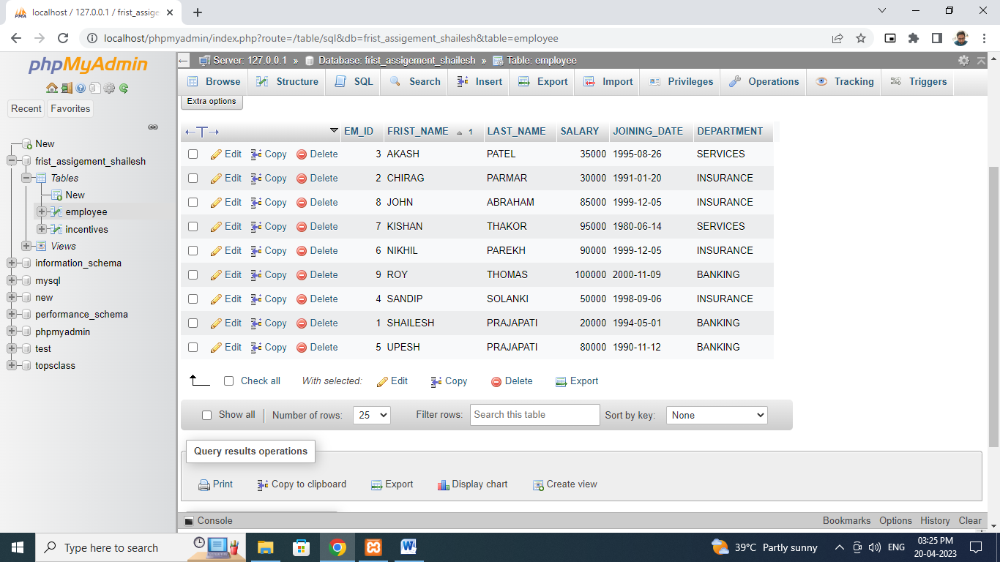 localhost / 127.0.0.1 / frist_assige
localhost/phpmyadmin/index.php?route=/table/sql&db=frist_assigement_shailesh&table=employee
phpMyAdmin
Recent Favorites
New
frist_assigement_shailesh
Tables
New
employee
incentives
Views
information_schema
mysql
new
performance_schema
phpmyadmin
test
topsclass
Server: 127.0.0.1 » Database: frist_assigement_shailesh » Table: employee
Browse Structure SQL Search Insert Export Import Privileges Operations Tracking Triggers
Extra options
←T→ EM_ID FRIST_NAME 1 LAST_NAME SALARY JOINING_DATE DEPARTMENT
Edit Copy Delete 3 AKASH PATEL 35000 1995-08-26 SERVICES
Edit Copy Delete 2 CHIRAG PARMAR 30000 1991-01-20 INSURANCE
Edit Copy Delete 8 JOHN ABRAHAM 85000 1999-12-05 INSURANCE
Edit Copy Delete 7 KISHAN THAKOR 95000 1980-06-14 SERVICES
Edit Copy Delete 6 NIKHIL PAREKH 90000 1999-12-05 INSURANCE
Edit Copy Delete 9 ROY THOMAS 100000 2000-11-09 BANKING
Edit Copy Delete 4 SANDIP SOLANKI 50000 1998-09-06 INSURANCE
Edit Copy Delete 1 SHAILESH PRAJAPATI 20000 1994-05-01 BANKING
Edit Copy Delete 5 UPESH PRAJAPATI 80000 1990-11-12 BANKING
Check all With selected: Edit Copy Delete Export
Show all Number of rows: 25 Filter rows: Search this table Sort by key: None
Query results operations
Print Copy to clipboard Export Display chart Create view
Console Bookmarks Options History Clear
Type here to search
39°C Partly sunny
ENG
03:25 PM
20-04-2023